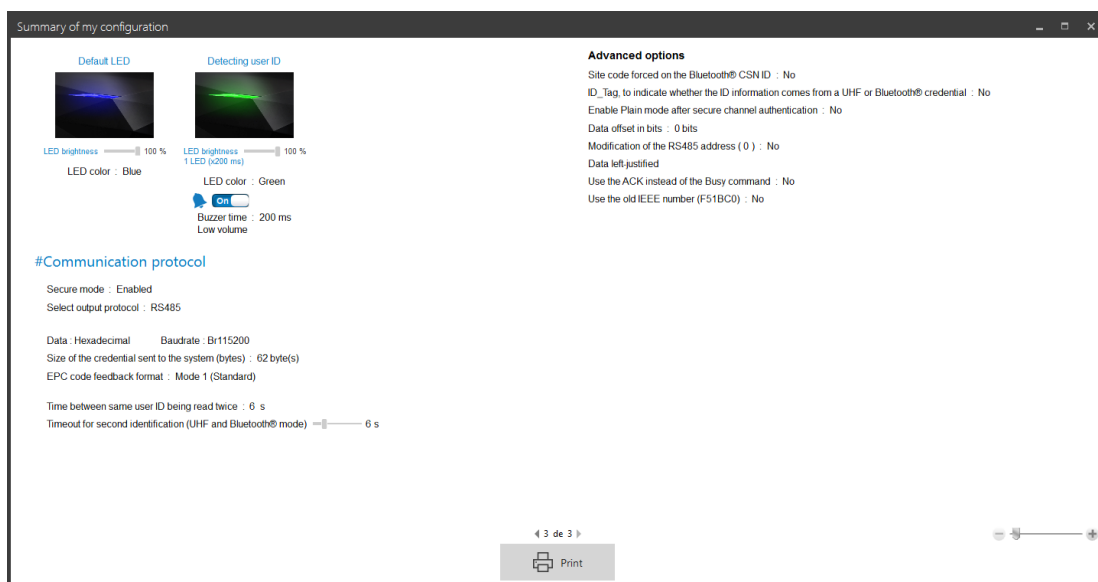 Summary of my configuration
Default LED
Detecting user ID
LED brightness 100 %
LED brightness 100 %
1 LED (x200 ms)
LED color : Blue
LED color : Green
On
Buzzer time : 200 ms
Low volume
#Communication protocol
Secure mode : Enabled
Select output protocol : RS485
Data : Hexadecimal Baudrate : Br115200
Size of the credential sent to the system (bytes) : 62 byte(s)
EPC code feedback format : Mode 1 (Standard)
Time between same user ID being read twice : 6 s
Timeout for second identification (UHF and Bluetooth® mode) 6 s
Advanced options
Site code forced on the Bluetooth® CSN ID : No
ID_Tag, to indicate whether the ID information comes from a UHF or Bluetooth® credential : No
Enable Plain mode after secure channel authentication : No
Data offset in bits : 0 bits
Modification of the RS485 address ( 0 ) : No
Data left-justified
Use the ACK instead of the Busy command : No
Use the old IEEE number (F51BC0) : No
3 de 3
Print